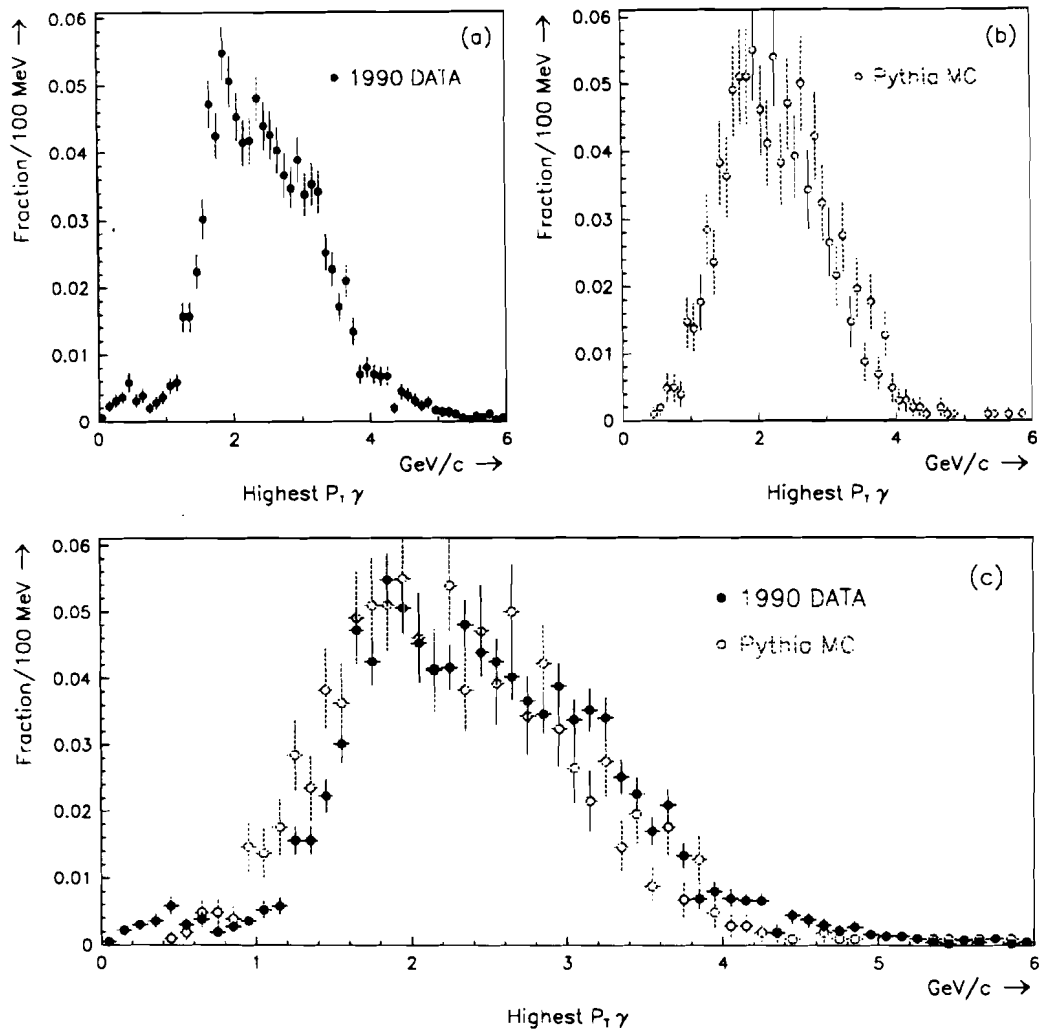 0.06
(a)
0.05
● 1990 DATA
0.04
0.03
0.02
0.01
0
0 2 4 6
Fraction/100 MeV →
GeV/c →
Highest P_T γ
0.06
(b)
0.05
○ Pythia MC
0.04
0.03
0.02
0.01
0
0 2 4 6
Fraction/100 MeV →
GeV/c →
Highest P_T γ
0.06
(c)
● 1990 DATA
0.05
○ Pythia MC
0.04
0.03
0.02
0.01
0
0 1 2 3 4 5 6
Fraction/100 MeV →
GeV/c →
Highest P_T γ